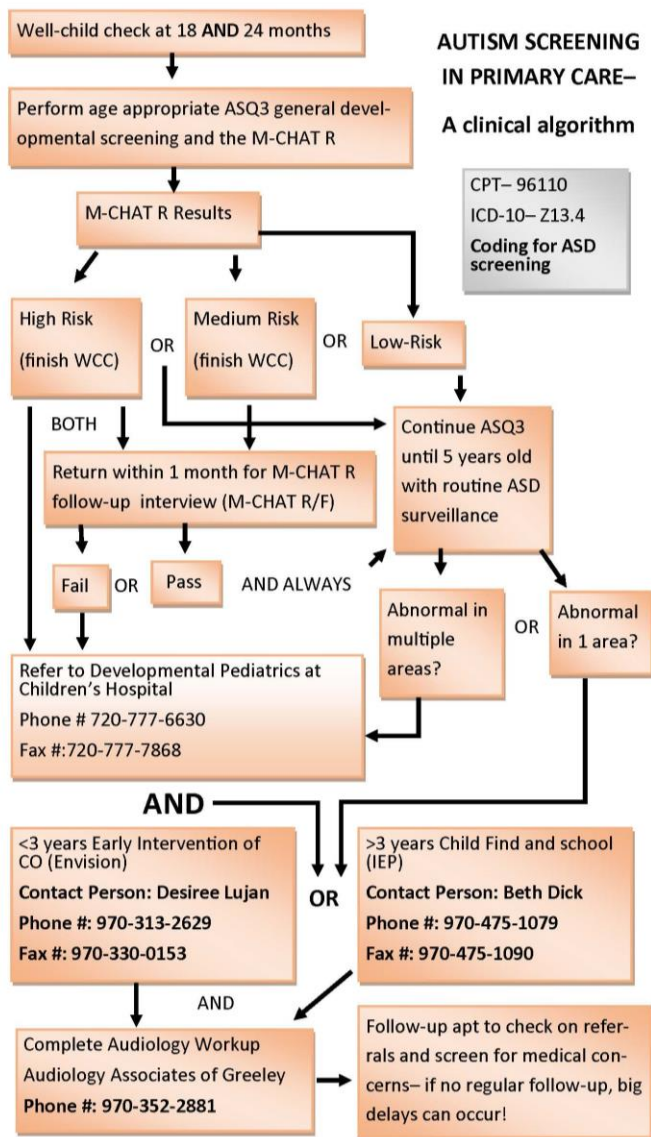 Well-child check at 18 AND 24 months
AUTISM SCREENING
IN PRIMARY CARE–
A clinical algorithm
Perform age appropriate ASQ3 general devel-
opmental screening and the M-CHAT R
CPT– 96110
ICD-10– Z13.4
Coding for ASD
screening
M-CHAT R Results
High Risk
(finish WCC)
OR
Medium Risk
(finish WCC)
OR
Low-Risk
BOTH
Continue ASQ3
until 5 years old
with routine ASD
surveillance
Return within 1 month for M-CHAT R
follow-up interview (M-CHAT R/F)
Fail
OR
Pass
AND ALWAYS
Abnormal in
multiple
areas?
OR
Abnormal
in 1 area?
Refer to Developmental Pediatrics at
Children's Hospital
Phone # 720-777-6630
Fax #:720-777-7868
AND
<3 years Early Intervention of
CO (Envision)
Contact Person: Desiree Lujan
Phone #: 970-313-2629
Fax #: 970-330-0153
OR
>3 years Child Find and school
(IEP)
Contact Person: Beth Dick
Phone #: 970-475-1079
Fax #: 970-475-1090
AND
Complete Audiology Workup
Audiology Associates of Greeley
Phone #: 970-352-2881
Follow-up apt to check on refer-
rals and screen for medical con-
cerns– if no regular follow-up, big
delays can occur!